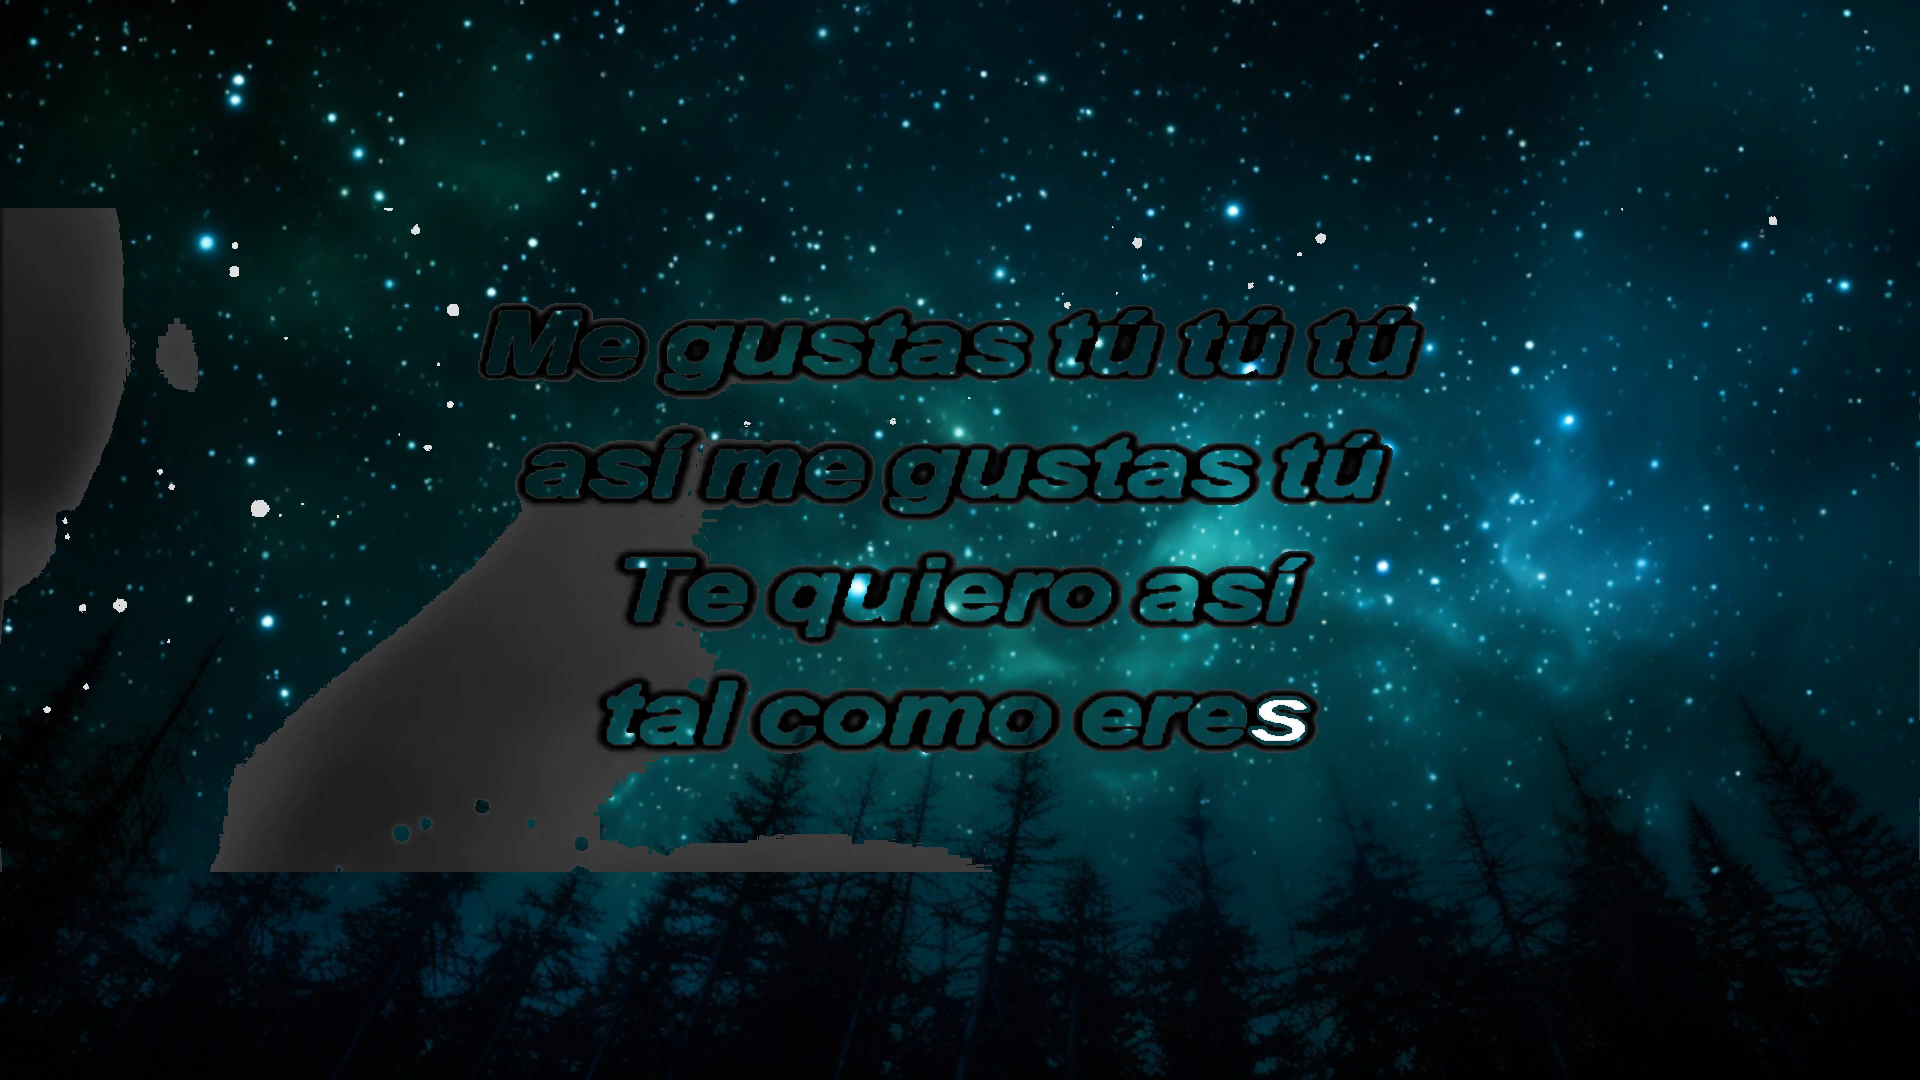 Me gustas tú tú tú
así me gustas tú
Te quiero así
tal como eres